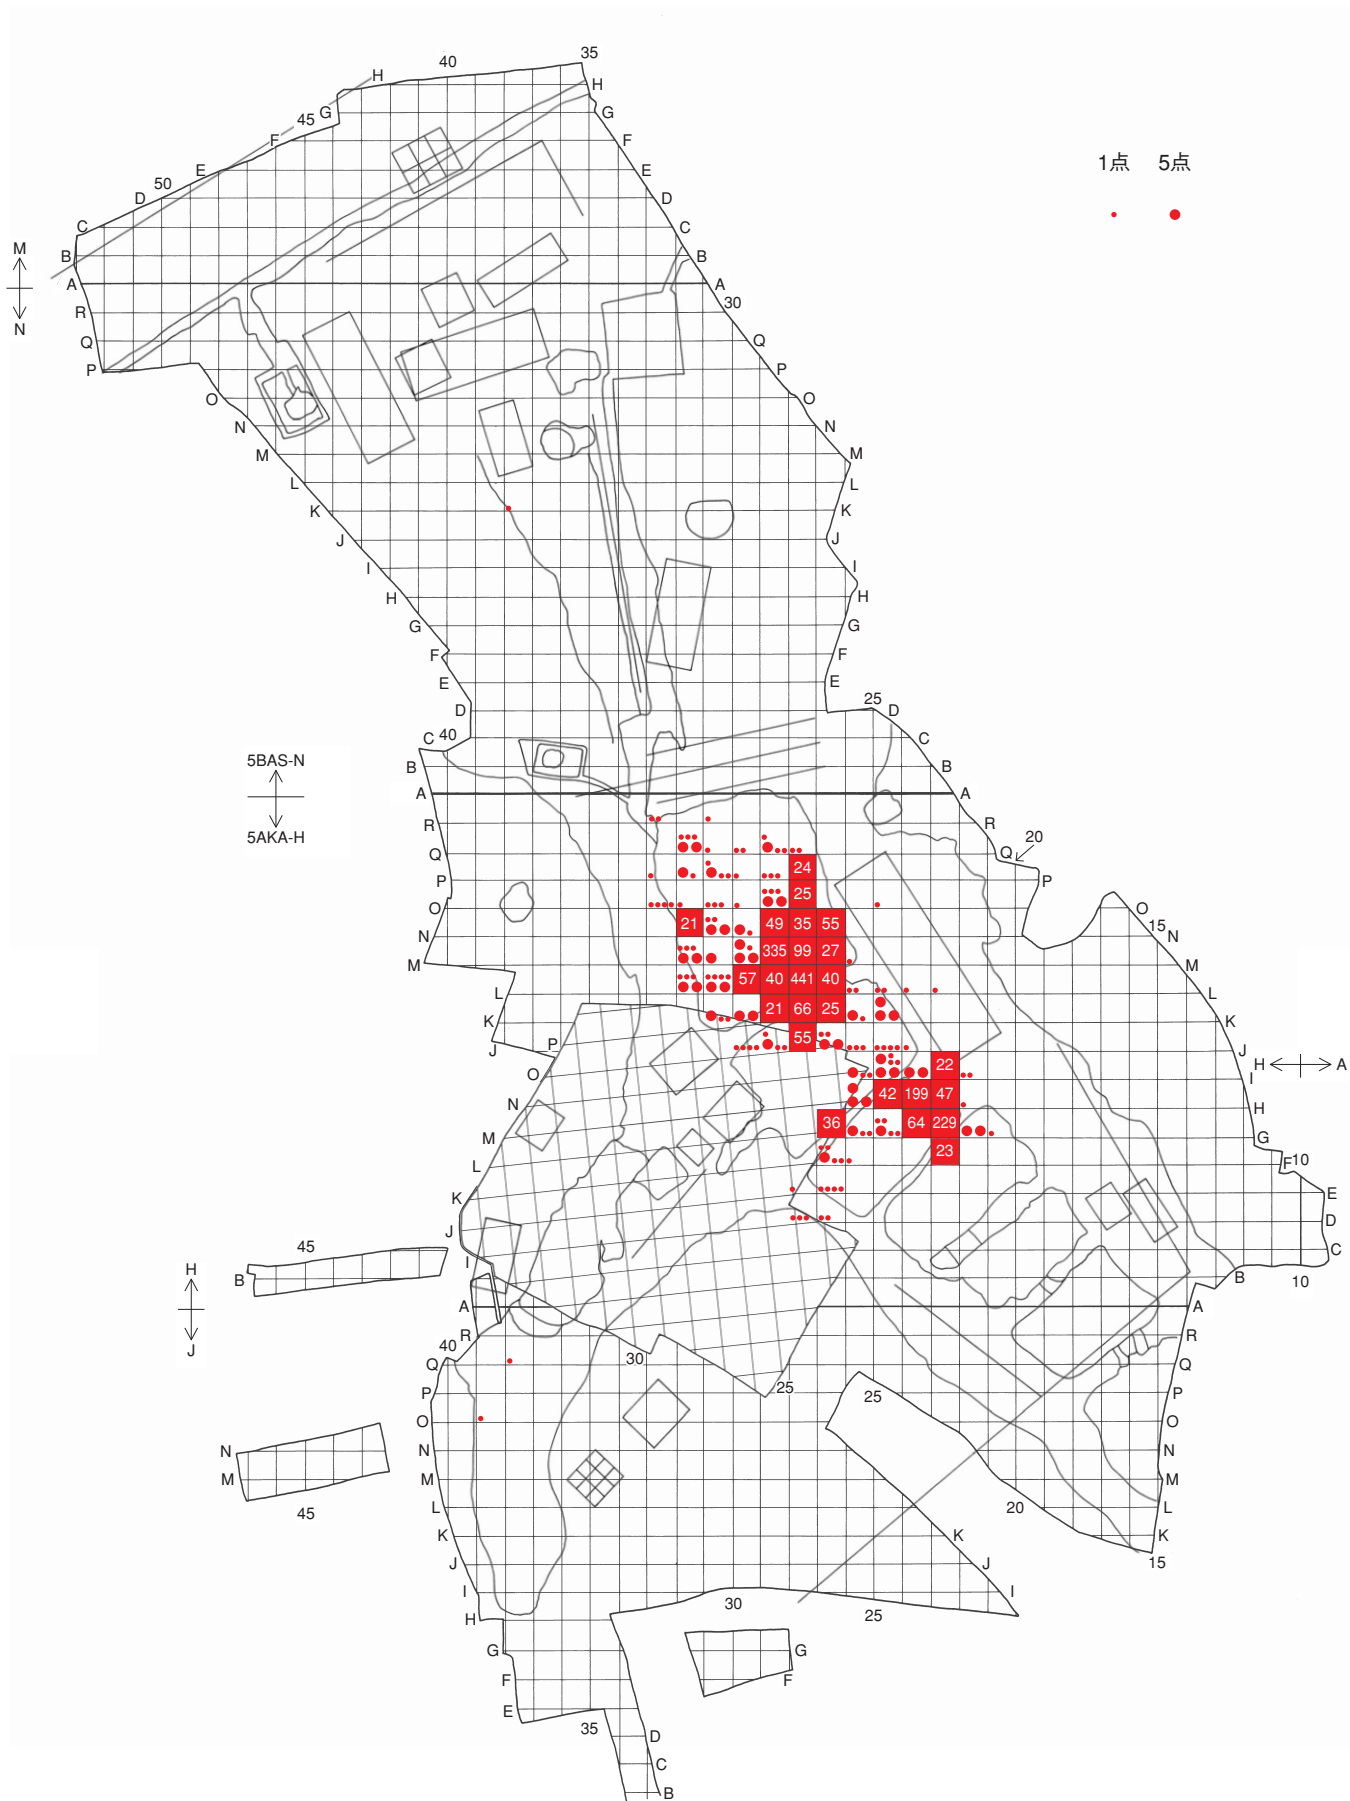 35
40
H
H
1点 5点
G
G
45
F
F
E
E
50
D
D
C
C
B
B
M
A
A
30
N
R
Q
Q
P
P
O
O
N
N
M
M
L
L
K
K
J
J
I
I
H
H
G
G
F
F
E
E
25
D
D
C 40
C
5BAS-N
B
B
A
A
5AKA-H
R
R
20
Q
Q
24
P
P
25
O
O
15
21 49 35 55
N
N
335 99 27
M
M
57 40 441 40
L
L
21 66 25
K
K
55
J
J
P
22
H A
O
I
42 199 47
N
H
36 64 229
M
G
23
L
F10
K
E
J
D
45
C
I
H
B
B
10
A
A
R
R
J
40
30
Q
Q
25
25
P
P
O
O
N
N
M
M
L
L
45
20
K
K
K
J
J
15
I
I
30
25
H
G
G
F
F
E
35
D
C
B